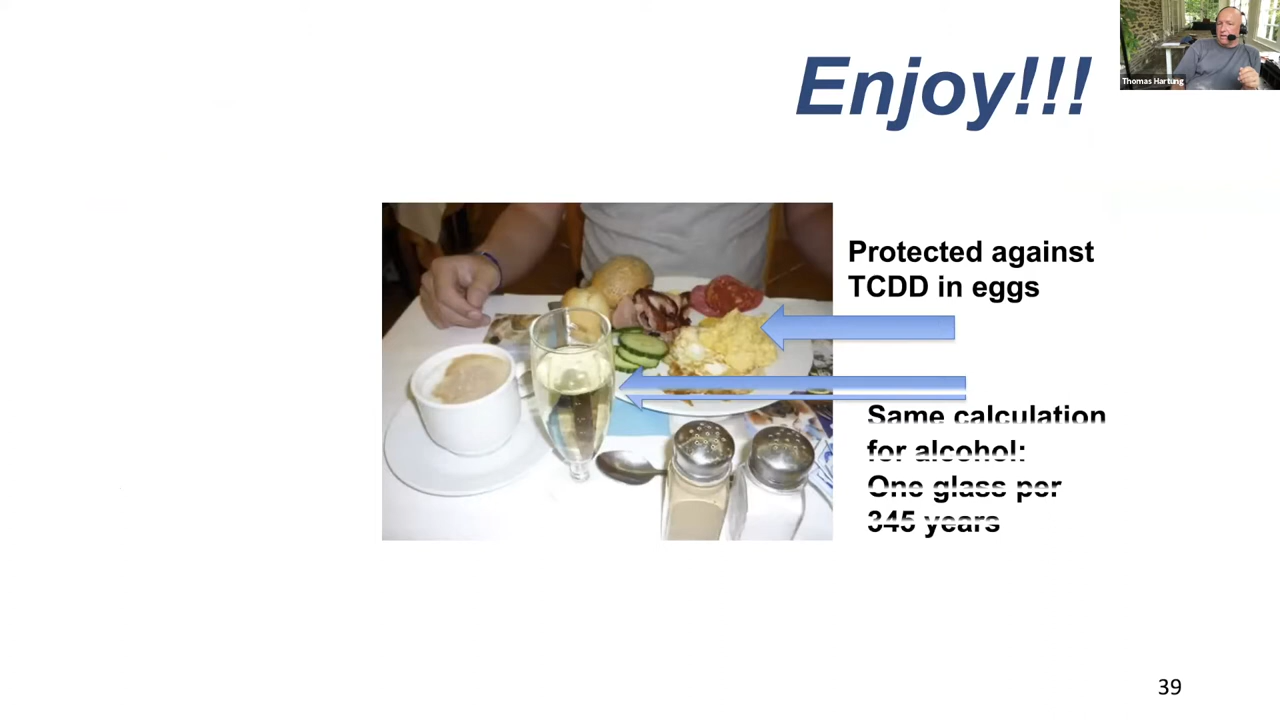 Enjoy!!!
Thomas Hartung
Protected against
TCDD in eggs
Same calculation
for alcohol:
One glass per
345 years
39